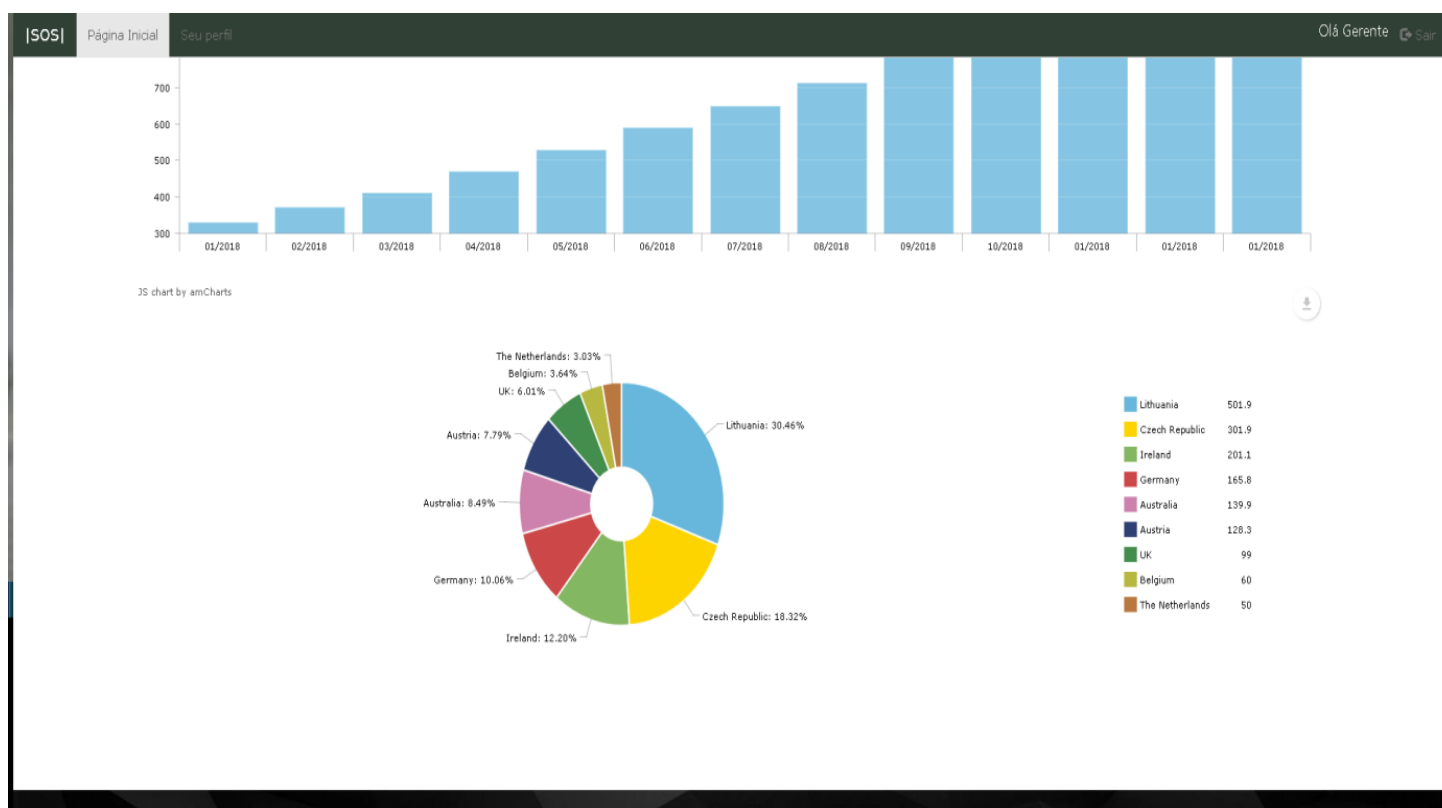 |SOS| Página Inicial Seu perfil Olá Gerente Sair
700
600
500
400
300
01/2018 02/2018 03/2018 04/2018 05/2018 06/2018 07/2018 08/2018 09/2018 10/2018 01/2018 01/2018 01/2018
JS chart by amCharts
The Netherlands: 3.03%
Belgium: 3.64%
UK: 6.01%
Austria: 7.79%
Australia: 8.49%
Germany: 10.06%
Ireland: 12.20%
Lithuania: 30.46%
Czech Republic: 18.32%
Lithuania 501.9
Czech Republic 301.9
Ireland 201.1
Germany 165.8
Australia 139.9
Austria 128.3
UK 99
Belgium 60
The Netherlands 50